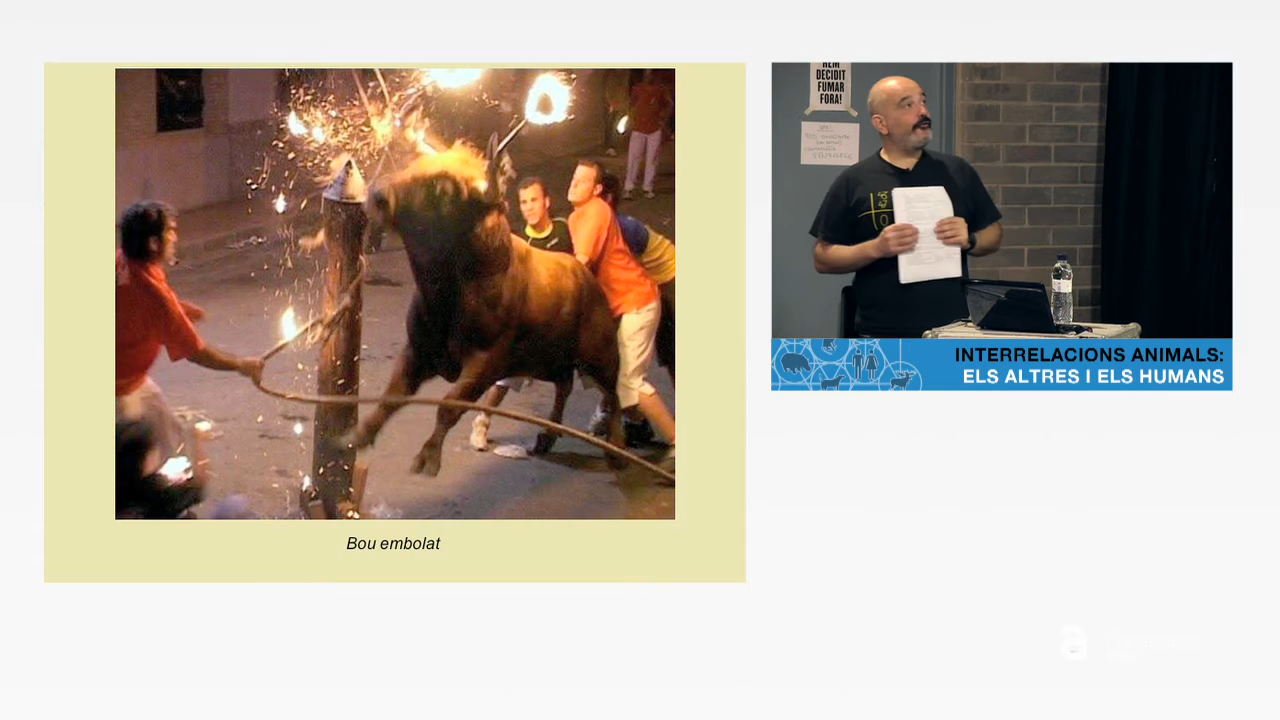 Bou embolat
HEM
DECIDIT
FUMAR
FORA!
INTERRELACIONS ANIMALS:
ELS ALTRES I ELS HUMANS